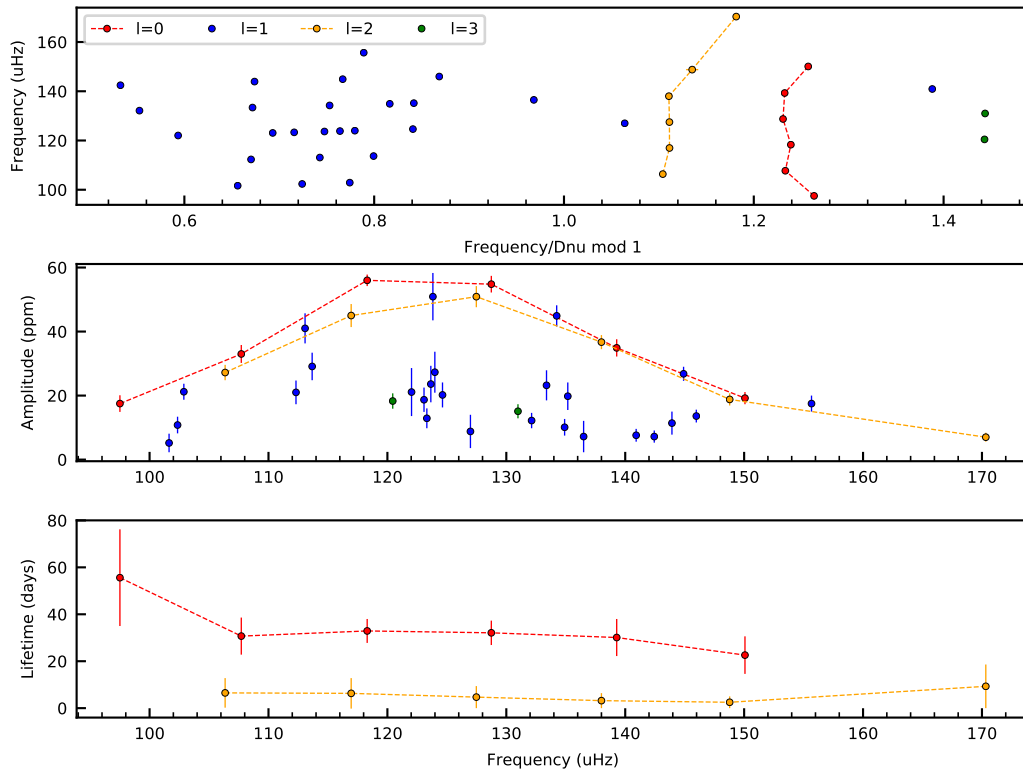 l=0 l=1 l=2 l=3
Frequency (uHz)
160
140
120
100
0.6 0.8 1.0 1.2 1.4
Frequency/Dnu mod 1
Amplitude (ppm)
60
40
20
0
100 110 120 130 140 150 160 170
Lifetime (days)
80
60
40
20
0
100 110 120 130 140 150 160 170
Frequency (uHz)